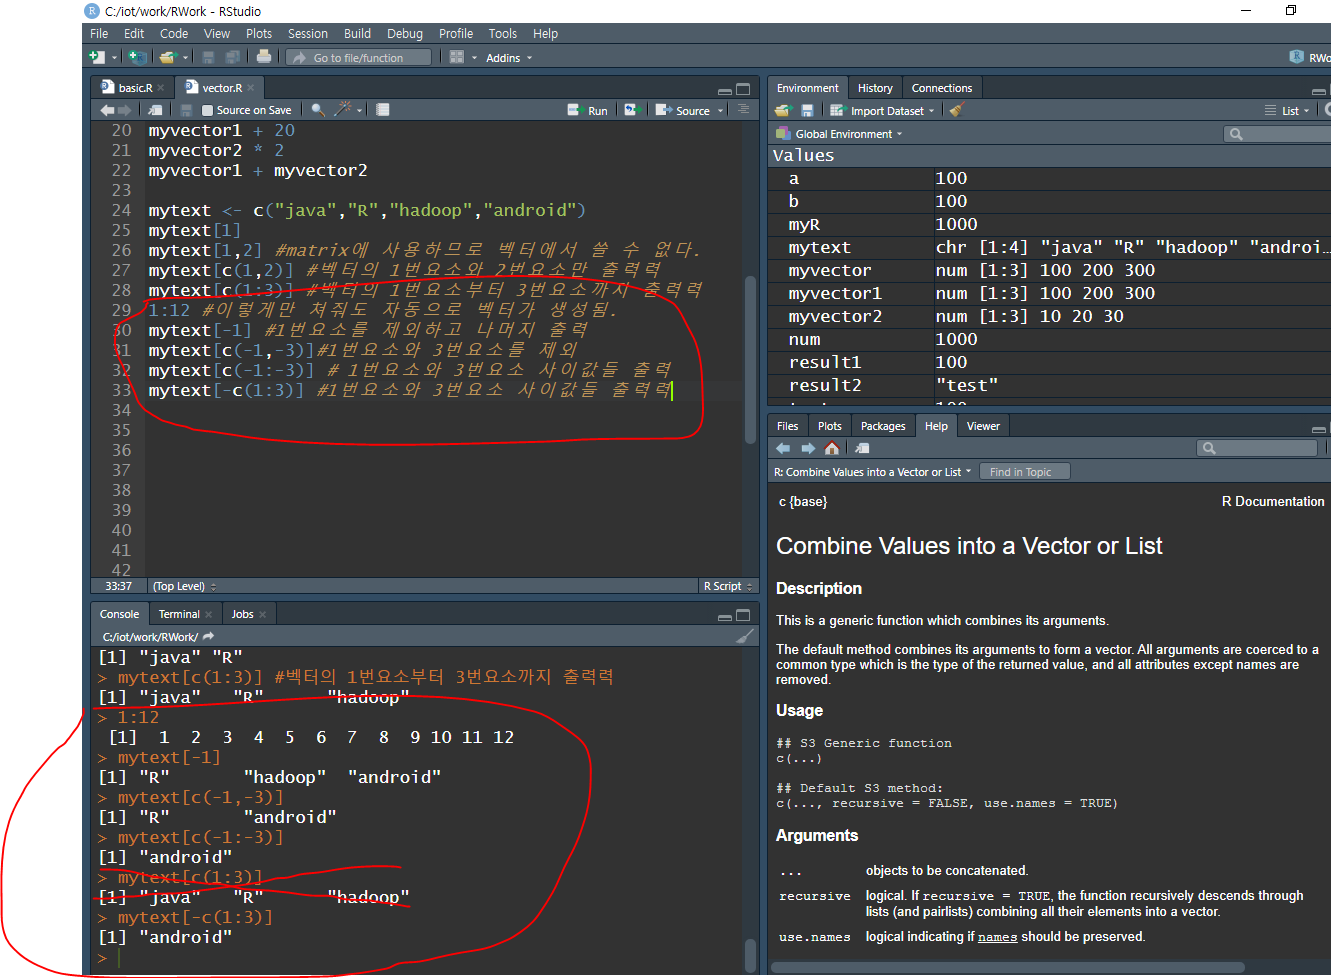 C:/iot/work/RWork - RStudio
File Edit Code View Plots Session Build Debug Profile Tools Help
Go to file/function Addins
basic.R vector.R
Source on Save Run Source
20 myvector1 + 20
21 myvector2 * 2
22 myvector1 + myvector2
23
24 mytext <- c("java","R","hadoop","android")
25 mytext[1]
26 mytext[1,2] #matrix에 사용하므로 벡터에서 쓸 수 없다.
27 mytext[c(1,2)] #벡터의 1번요소와 2번요소만 출력력
28 mytext[c(1:3)] #벡터의 1번요소부터 3번요소까지 출력력
29 1:12 #이렇게만 쳐줘도 자동으로 벡터가 생성됨.
30 mytext[-1] #1번요소를 제외하고 나머지 출력
31 mytext[c(-1,-3)]#1번요소와 3번요소를 제외
32 mytext[c(-1:-3)] # 1번요소와 3번요소 사이값들 출력
33 mytext[-c(1:3)] #1번요소와 3번요소 사이값들 출력력
34
35
36
37
38
39
40
41
42
33:37 (Top Level) R Script
Console Terminal Jobs
C:/iot/work/RWork/
[1] "java" "R"
> mytext[c(1:3)] #벡터의 1번요소부터 3번요소까지 출력력
[1] "java" "R" "hadoop"
> 1:12
[1] 1 2 3 4 5 6 7 8 9 10 11 12
> mytext[-1]
[1] "R" "hadoop" "android"
> mytext[c(-1,-3)]
[1] "R" "android"
> mytext[c(-1:-3)]
[1] "android"
> mytext[c(1:3)]
[1] "java" "R" "hadoop"
> mytext[-c(1:3)]
[1] "android"
>
RWo
Environment History Connections
Import Dataset List
Global Environment
Values
a 100
b 100
myR 1000
mytext chr [1:4] "java" "R" "hadoop" "androi…
myvector num [1:3] 100 200 300
myvector1 num [1:3] 100 200 300
myvector2 num [1:3] 10 20 30
num 1000
result1 100
result2 "test"
Files Plots Packages Help Viewer
R: Combine Values into a Vector or List Find in Topic
c {base} R Documentation
Combine Values into a Vector or List
Description
This is a generic function which combines its arguments.
The default method combines its arguments to form a vector. All arguments are coerced to a
common type which is the type of the returned value, and all attributes except names are
removed.
Usage
## S3 Generic function
c(...)
## Default S3 method:
c(..., recursive = FALSE, use.names = TRUE)
Arguments
... objects to be concatenated.
recursive logical. If recursive = TRUE, the function recursively descends through
lists (and pairlists) combining all their elements into a vector.
use.names logical indicating if names should be preserved.